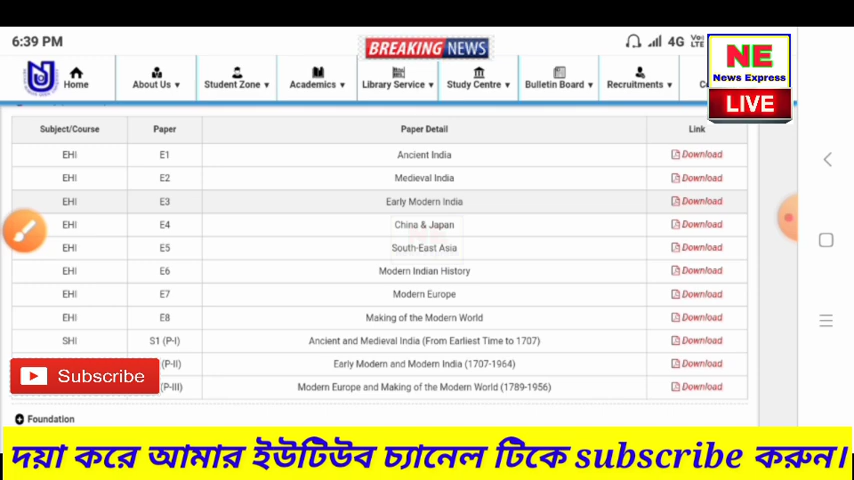 6:39 PM
BREAKING NEWS
4G
Vo
LTE
NE
News Express
LIVE
Home
About Us
Student Zone
Academics
Library Service
Study Centre
Bulletin Board
Recruitments
Subject/Course Paper Paper Detail Link
EHI E1 Ancient India Download
EHI E2 Medieval India Download
EHI E3 Early Modern India Download
EHI E4 China & Japan Download
EHI E5 South-East Asia Download
EHI E6 Modern Indian History Download
EHI E7 Modern Europe Download
EHI E8 Making of the Modern World Download
SHI S1 (P-I) Ancient and Medieval India (From Earliest Time to 1707) Download
(P-II) Early Modern and Modern India (1707-1964) Download
(P-III) Modern Europe and Making of the Modern World (1789-1956) Download
Subscribe
Foundation
দয়া করে আমার ইউটিউব চ্যানেল টিকে subscribe করুন।